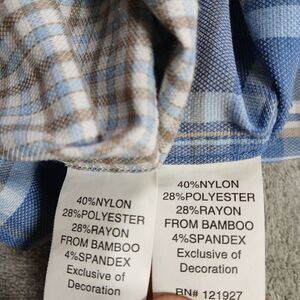 40%NYLON
28%POLYESTER
28%RAYON
FROM BAMBOO
4%SPANDEX
Exclusive of
Decoration
40%NYLON
28%POLYESTER
28%RAYON
FROM BAMBOO
4%SPANDEX
Exclusive of
Decoration
BN# 121927